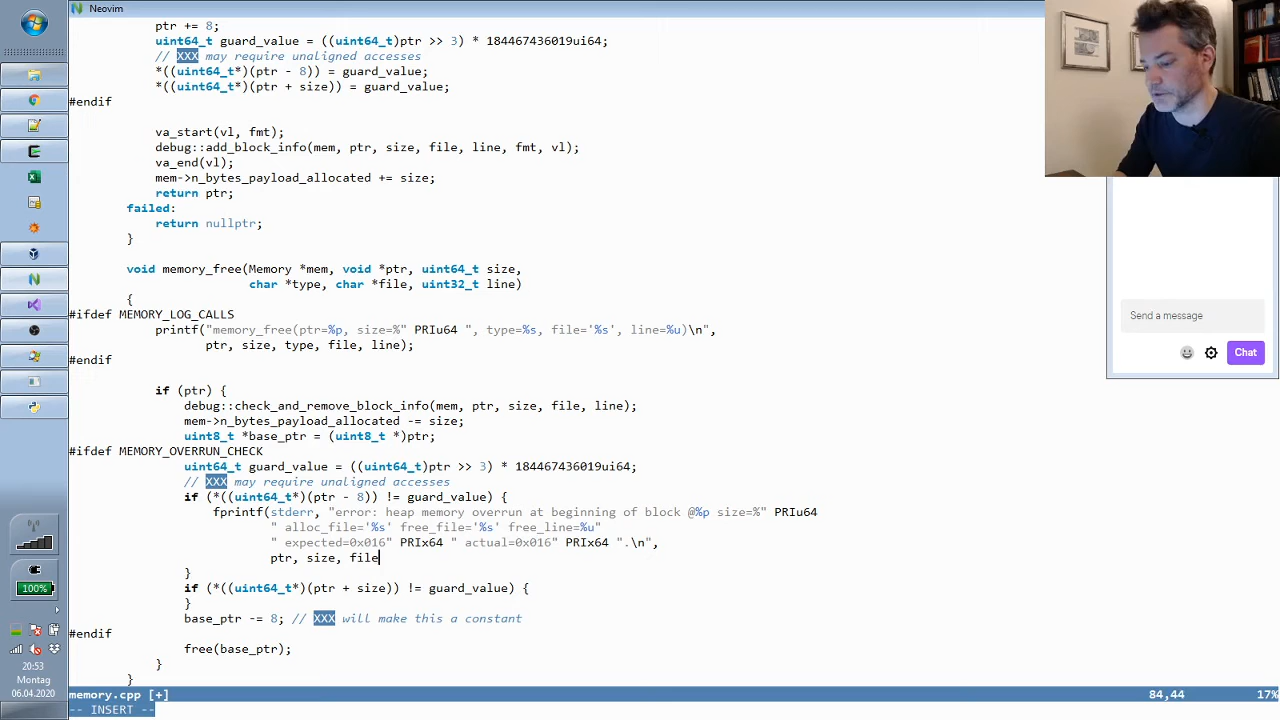 Neovim
ptr += 8;
uint64_t guard_value = ((uint64_t)ptr >> 3) * 184467436019ui64;
// XXX may require unaligned accesses
*((uint64_t*)(ptr - 8)) = guard_value;
*((uint64_t*)(ptr + size)) = guard_value;
#endif
va_start(vl, fmt);
debug::add_block_info(mem, ptr, size, file, line, fmt, vl);
va_end(vl);
mem->n_bytes_payload_allocated += size;
return ptr;
failed:
return nullptr;
}
void memory_free(Memory *mem, void *ptr, uint64_t size,
char *type, char *file, uint32_t line)
{
#ifdef MEMORY_LOG_CALLS
printf("memory_free(ptr=%p, size=%" PRIu64 ", type=%s, file='%s', line=%u)\n",
ptr, size, type, file, line);
#endif
if (ptr) {
debug::check_and_remove_block_info(mem, ptr, size, file, line);
mem->n_bytes_payload_allocated -= size;
uint8_t *base_ptr = (uint8_t *)ptr;
#ifdef MEMORY_OVERRUN_CHECK
uint64_t guard_value = ((uint64_t)ptr >> 3) * 184467436019ui64;
// XXX may require unaligned accesses
if (*((uint64_t*)(ptr - 8)) != guard_value) {
fprintf(stderr, "error: heap memory overrun at beginning of block @%p size=%" PRIu64
" alloc_file='%s' free_file='%s' free_line=%u"
" expected=0x016" PRIx64 " actual=0x016" PRIx64 ".\n",
ptr, size, file
}
if (*((uint64_t*)(ptr + size)) != guard_value) {
}
base_ptr -= 8; // XXX will make this a constant
#endif
free(base_ptr);
}
}
memory.cpp [+] 84,44 17%
-- INSERT --
Send a message
Chat
100%
20:53
Montag
06.04.2020